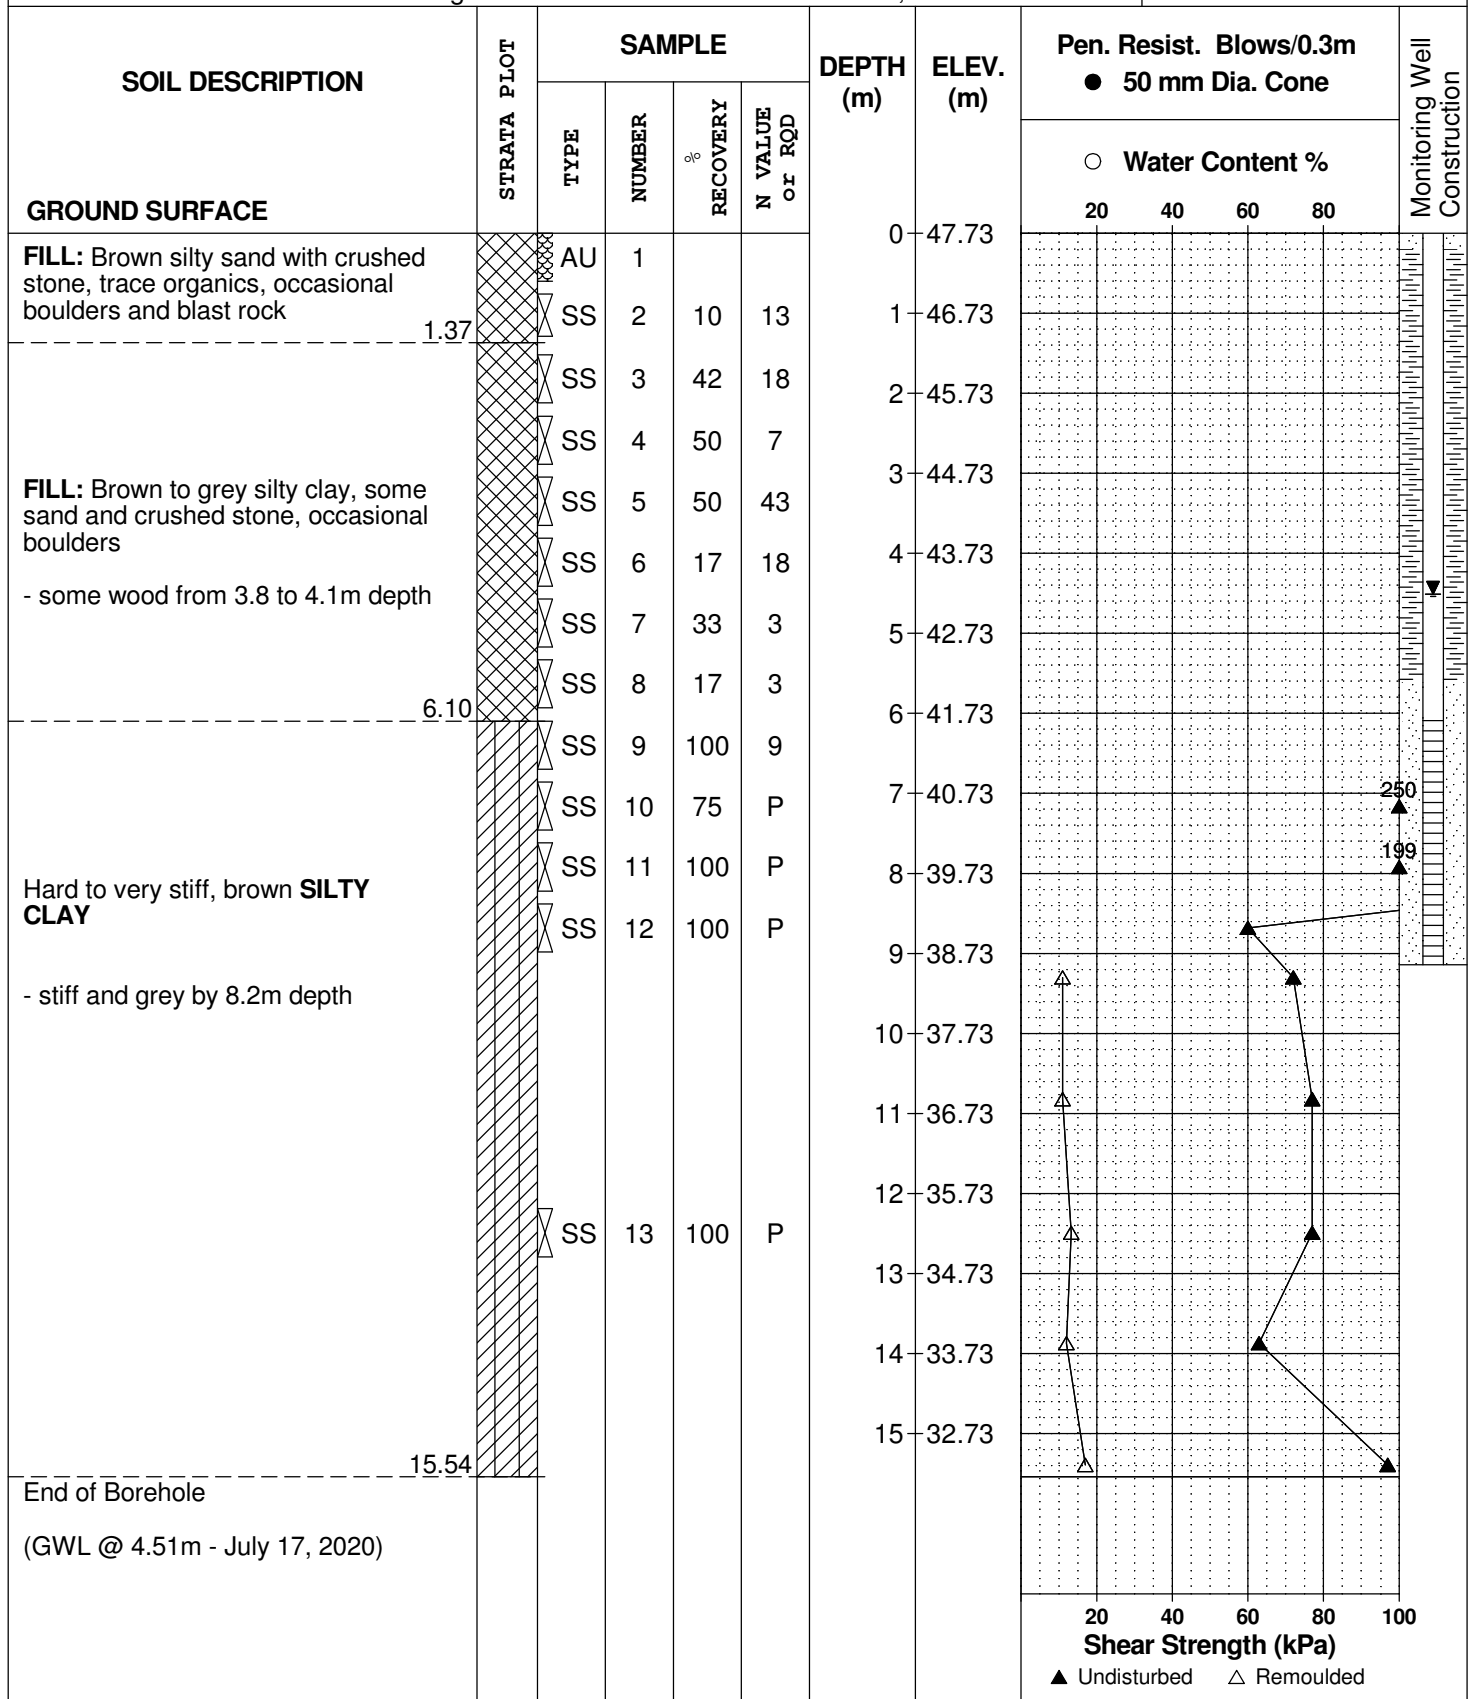 SOIL DESCRIPTION
GROUND SURFACE
STRATA PLOT
SAMPLE
TYPE
NUMBER
% RECOVERY
N VALUE or RQD
DEPTH (m)
ELEV. (m)
Pen. Resist. Blows/0.3m
● 50 mm Dia. Cone
○ Water Content %
20 40 60 80
Monitoring Well Construction
0 47.73
FILL: Brown silty sand with crushed
stone, trace organics, occasional
boulders and blast rock
1.37
AU 1
SS 2 10 13
1 46.73
SS 3 42 18
2 45.73
SS 4 50 7
3 44.73
FILL: Brown to grey silty clay, some
sand and crushed stone, occasional
boulders
- some wood from 3.8 to 4.1m depth
SS 5 50 43
4 43.73
SS 6 17 18
SS 7 33 3
5 42.73
SS 8 17 3
6.10
6 41.73
SS 9 100 9
7 40.73
250
SS 10 75 P
199
SS 11 100 P
8 39.73
Hard to very stiff, brown SILTY
CLAY
- stiff and grey by 8.2m depth
SS 12 100 P
9 38.73
10 37.73
11 36.73
12 35.73
SS 13 100 P
13 34.73
14 33.73
15 32.73
15.54
End of Borehole
(GWL @ 4.51m - July 17, 2020)
20 40 60 80 100
Shear Strength (kPa)
▲ Undisturbed △ Remoulded